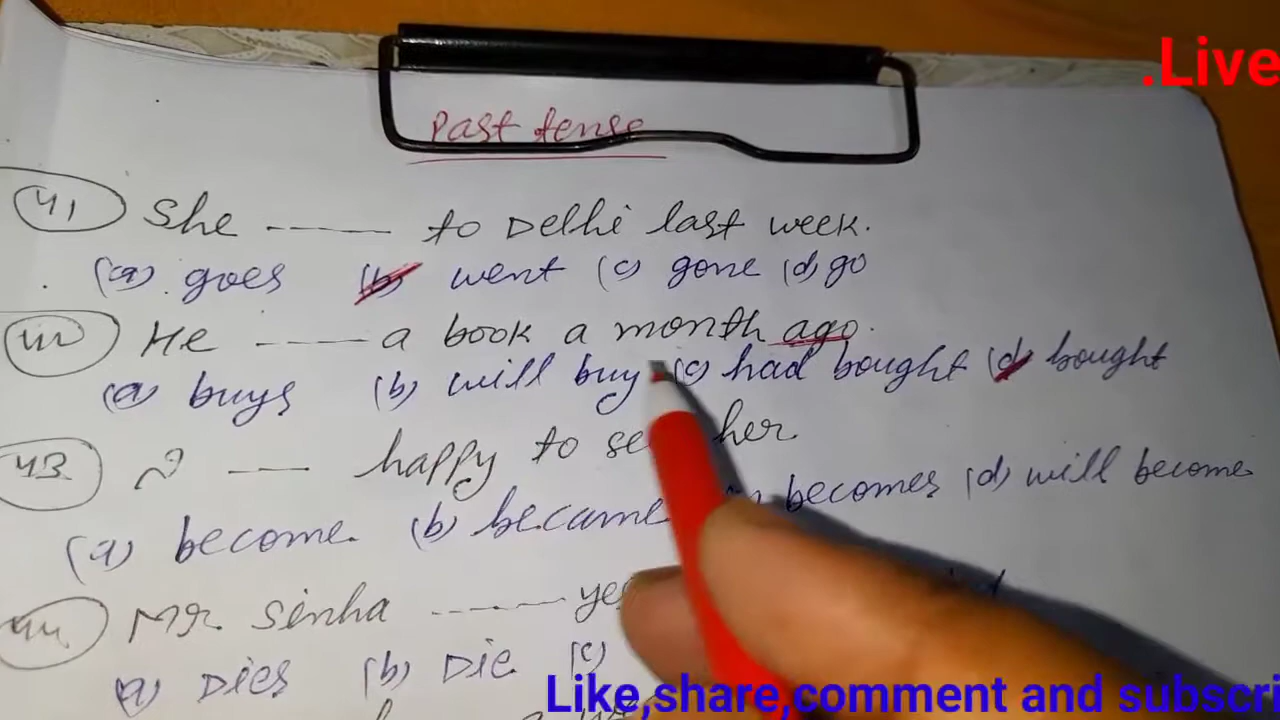 .Live
Past tense
41 She ------ to Delhi last week.
(a) goes (b) went (c) gone (d) go
He ------ a book a month ago.
(a) buys (b) will buy (c) had bought (d) bought
43 I ---- happy to see her.
(a) become. (b) became becomes (d) will become
44. Mr. Sinha ------
(a) Dies (b) Die (c)
Like,share,comment and subscri